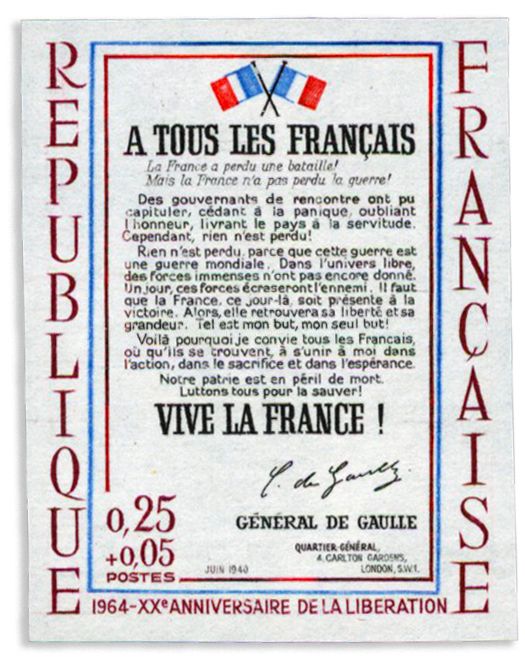 RÉPUBLIQUE
FRANÇAISE
A TOUS LES FRANÇAIS
La France a perdu une bataille!
Mais la France n'a pas perdu la guerre!
Des gouvernants de rencontre ont pu
capituler, cédant à la panique, oubliant
l'honneur, livrant le pays à la servitude.
Cependant, rien n'est perdu!
Rien n'est perdu, parce que cette guerre est
une guerre mondiale. Dans l'univers libre,
des forces immenses n'ont pas encore donné.
Un jour, ces forces écraseront l'ennemi. Il faut
que la France, ce jour-là, soit présente à la
victoire. Alors, elle retrouvera sa liberté et sa
grandeur. Tel est mon but, mon seul but!
Voilà pourquoi je convie tous les Français,
où qu'ils se trouvent, à s'unir à moi dans
l'action, dans le sacrifice et dans l'espérance.
Notre patrie est en péril de mort.
Luttons tous pour la sauver!
VIVE LA FRANCE !
C. de Gaulle.
GÉNÉRAL DE GAULLE
0,25
+0,05
POSTES
QUARTIER-GÉNÉRAL,
4, CARLTON GARDENS,
LONDON, S.W.1.
JUIN 1940
1964-XXe ANNIVERSAIRE DE LA LIBERATION